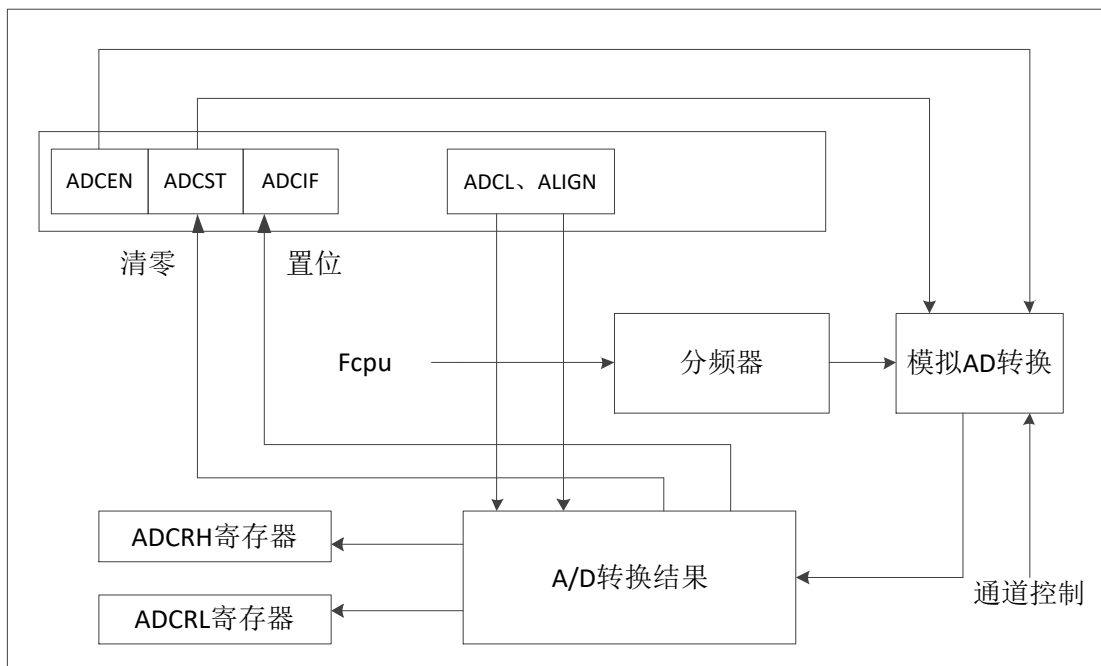 ADCEN
ADCST
ADCIF
ADCL、ALIGN
清零
置位
Fcpu
分频器
模拟AD转换
ADCRH寄存器
A/D转换结果
ADCRL寄存器
通道控制